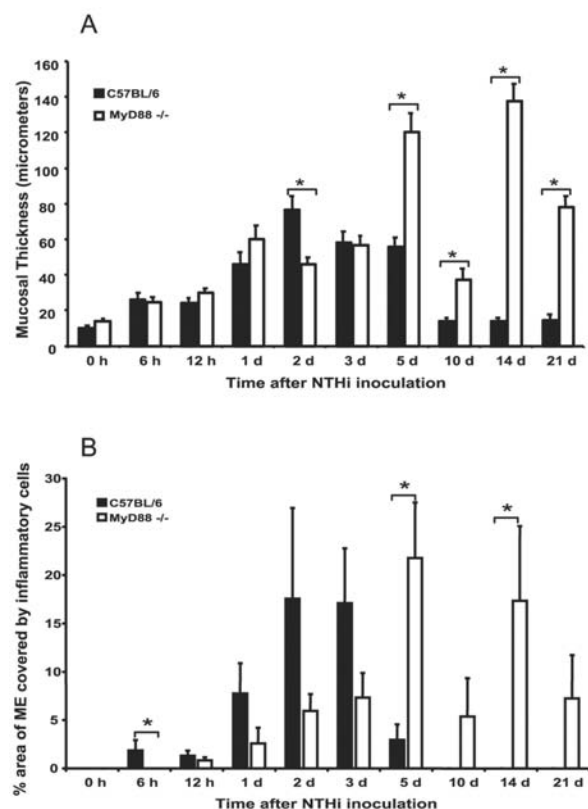 A
Mucosal Thickness (micrometers)
160
140
120
100
80
60
40
20
0
C57BL/6
MyD88 -/-
*
*
*
*
*
0 h 6 h 12 h 1 d 2 d 3 d 5 d 10 d 14 d 21 d
Time after NTHi inoculation
B
% area of ME covered by inflammatory cells
30
25
20
15
10
5
0
C57BL/6
MyD88 -/-
*
*
*
0 h 6 h 12 h 1 d 2 d 3 d 5 d 10 d 14 d 21 d
Time after NTHi inoculation